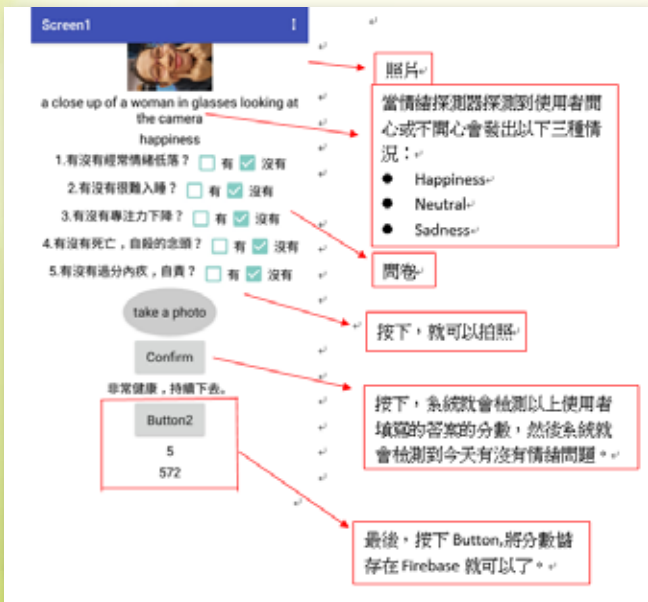 Screen1
a close up of a woman in glasses looking at
the camera
happiness
1.有沒有經常情緒低落？ 有 沒有
2.有沒有很難入睡？ 有 沒有
3.有沒有專注力下降？ 有 沒有
4.有沒有死亡，自殺的念頭？ 有 沒有
5.有沒有過分內疚，自責？ 有 沒有
take a photo
Confirm
非常健康，持續下去。
Button2
5
572
照片
當情緒探測器探測到使用者開
心或不開心會發出以下三種情
況：
● Happiness
● Neutral
● Sadness
問卷
按下，就可以拍照
按下，系統就會檢測以上使用者
填寫的答案的分數，然後系統就
會檢測到今天有沒有情緒問題。
最後，按下 Button,將分數儲
存在 Firebase 就可以了。